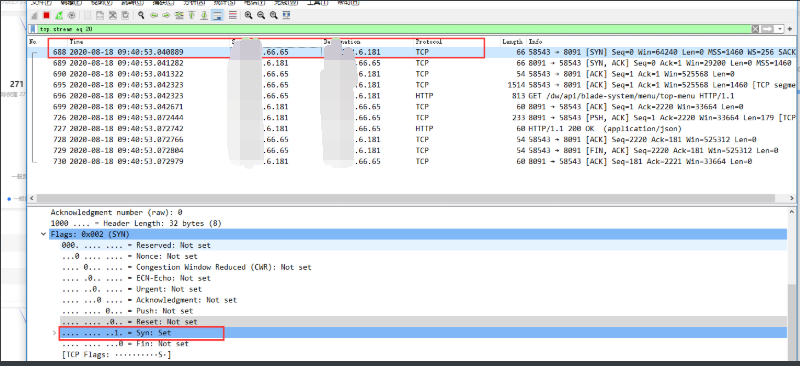 tcp.stream eq 20
No. Time Destination Protocol Length Info
688 2020-08-18 09:40:53.040889 .66.65 .6.181 TCP 66 58543 → 8091 [SYN] Seq=0 Win=64240 Len=0 MSS=1460 WS=256 SACK
689 2020-08-18 09:40:53.041282 .6.181 .66.65 TCP 66 8091 → 58543 [SYN, ACK] Seq=0 Ack=1 Win=29200 Len=0 MSS=1460
690 2020-08-18 09:40:53.041322 .66.65 .6.181 TCP 54 58543 → 8091 [ACK] Seq=1 Ack=1 Win=525568 Len=0
695 2020-08-18 09:40:53.042323 .66.65 .6.181 TCP 1514 58543 → 8091 [ACK] Seq=1 Ack=1 Win=525568 Len=1460 [TCP segme
696 2020-08-18 09:40:53.042323 .66.65 .6.181 HTTP 813 GET /dw/api/blade-system/menu/top-menu HTTP/1.1
699 2020-08-18 09:40:53.042671 .6.181 .66.65 TCP 60 8091 → 58543 [ACK] Seq=1 Ack=2220 Win=33664 Len=0
726 2020-08-18 09:40:53.072444 .6.181 .66.65 TCP 233 8091 → 58543 [PSH, ACK] Seq=1 Ack=2220 Win=33664 Len=179 [TCP
727 2020-08-18 09:40:53.072742 .6.181 .66.65 HTTP 60 HTTP/1.1 200 OK (application/json)
728 2020-08-18 09:40:53.072766 .66.65 .6.181 TCP 54 58543 → 8091 [ACK] Seq=2220 Ack=181 Win=525312 Len=0
729 2020-08-18 09:40:53.072804 .66.65 .6.181 TCP 54 58543 → 8091 [FIN, ACK] Seq=2220 Ack=181 Win=525312 Len=0
730 2020-08-18 09:40:53.072979 .6.181 .66.65 TCP 60 8091 → 58543 [ACK] Seq=181 Ack=2221 Win=33664 Len=0
271
Acknowledgment number (raw): 0
1000 .... = Header Length: 32 bytes (8)
Flags: 0x002 (SYN)
000. .... .... = Reserved: Not set
...0 .... .... = Nonce: Not set
.... 0... .... = Congestion Window Reduced (CWR): Not set
.... .0.. .... = ECN-Echo: Not set
.... ..0. .... = Urgent: Not set
.... ...0 .... = Acknowledgment: Not set
.... .... 0... = Push: Not set
.... .... .0.. = Reset: Not set
.... .... ..1. = Syn: Set
.... .... ...0 = Fin: Not set
[TCP Flags: ··········S·]